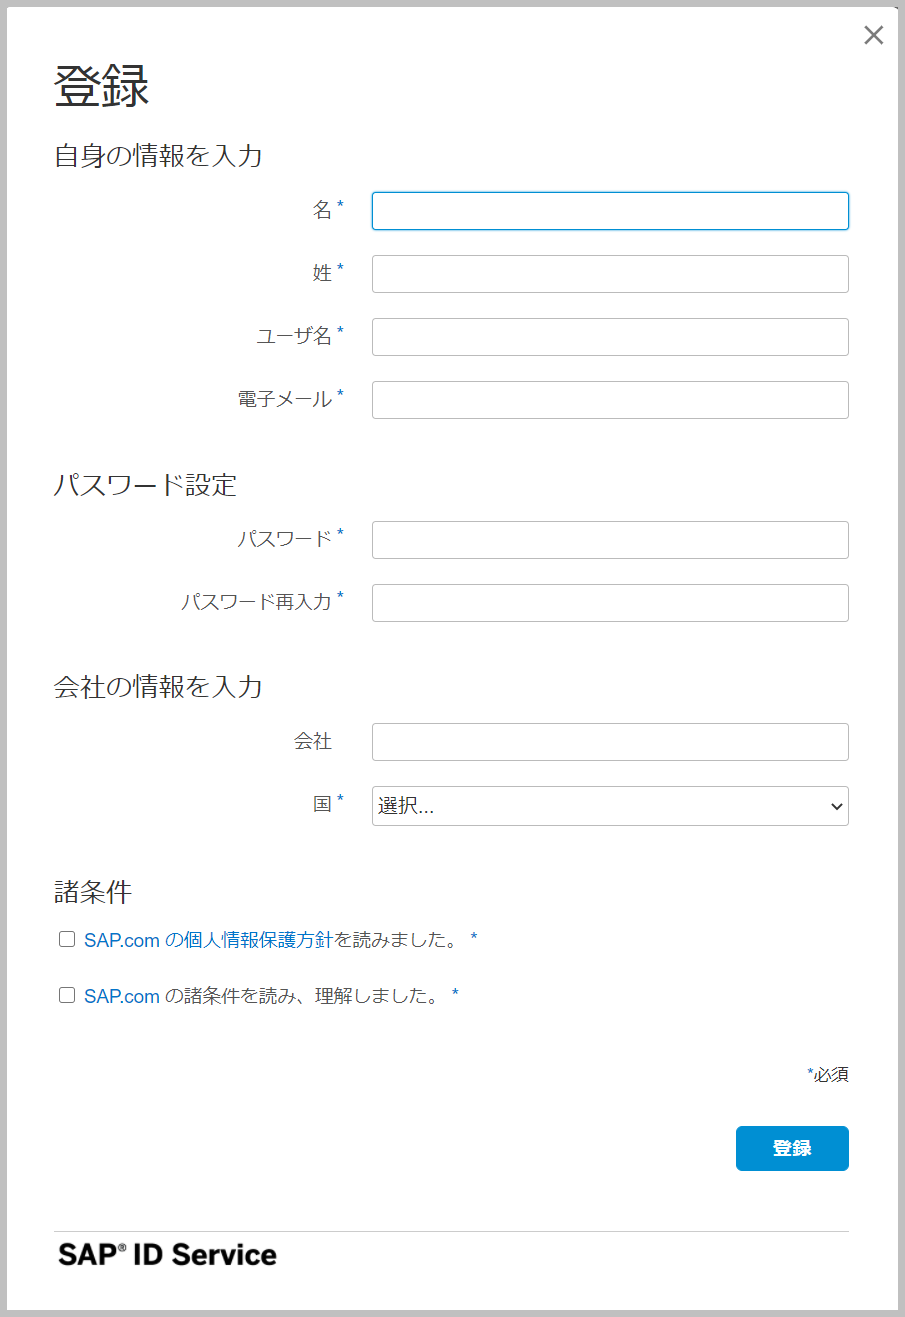 登録
自身の情報を入力
名 *
姓 *
ユーザ名 *
電子メール *
パスワード設定
パスワード *
パスワード再入力 *
会社の情報を入力
会社
国 *
選択...
諸条件
SAP.com の個人情報保護方針を読みました。 *
SAP.com の諸条件を読み、理解しました。 *
*必須
登録
SAP® ID Service